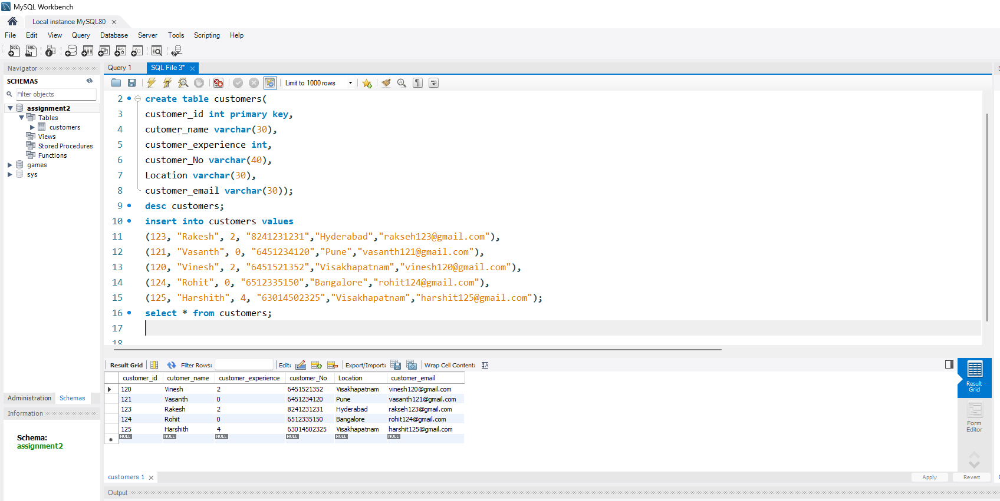 MySQL Workbench
Local instance MySQL80
File Edit View Query Database Server Tools Scripting Help
Navigator
SCHEMAS
Filter objects
assignment2
Tables
customers
Views
Stored Procedures
Functions
games
sys
Administration Schemas
Information
Schema:
assignment2
Query 1 SQL File 3*
Limit to 1000 rows
2 create table customers(
3 customer_id int primary key,
4 cutomer_name varchar(30),
5 customer_experience int,
6 customer_No varchar(40),
7 Location varchar(30),
8 customer_email varchar(30));
9 desc customers;
10 insert into customers values
11 (123, "Rakesh", 2, "8241231231","Hyderabad","rakseh123@gmail.com"),
12 (121, "Vasanth", 0, "6451234120","Pune","vasanth121@gmail.com"),
13 (120, "Vinesh", 2, "6451521352","Visakhapatnam","vinesh120@gmail.com"),
14 (124, "Rohit", 0, "6512335150","Bangalore","rohit124@gmail.com"),
15 (125, "Harshith", 4, "63014502325","Visakhapatnam","harshit125@gmail.com");
16 select * from customers;
17
18
Result Grid Filter Rows: Edit: Export/Import: Wrap Cell Content:
customer_id cutomer_name customer_experience customer_No Location customer_email
120 Vinesh 2 6451521352 Visakhapatnam vinesh120@gmail.com
121 Vasanth 0 6451234120 Pune vasanth121@gmail.com
123 Rakesh 2 8241231231 Hyderabad rakseh123@gmail.com
124 Rohit 0 6512335150 Bangalore rohit124@gmail.com
125 Harshith 4 63014502325 Visakhapatnam harshit125@gmail.com
NULL NULL NULL NULL NULL NULL
Result
Grid
Form
Editor
customers 1
Apply Revert
Output